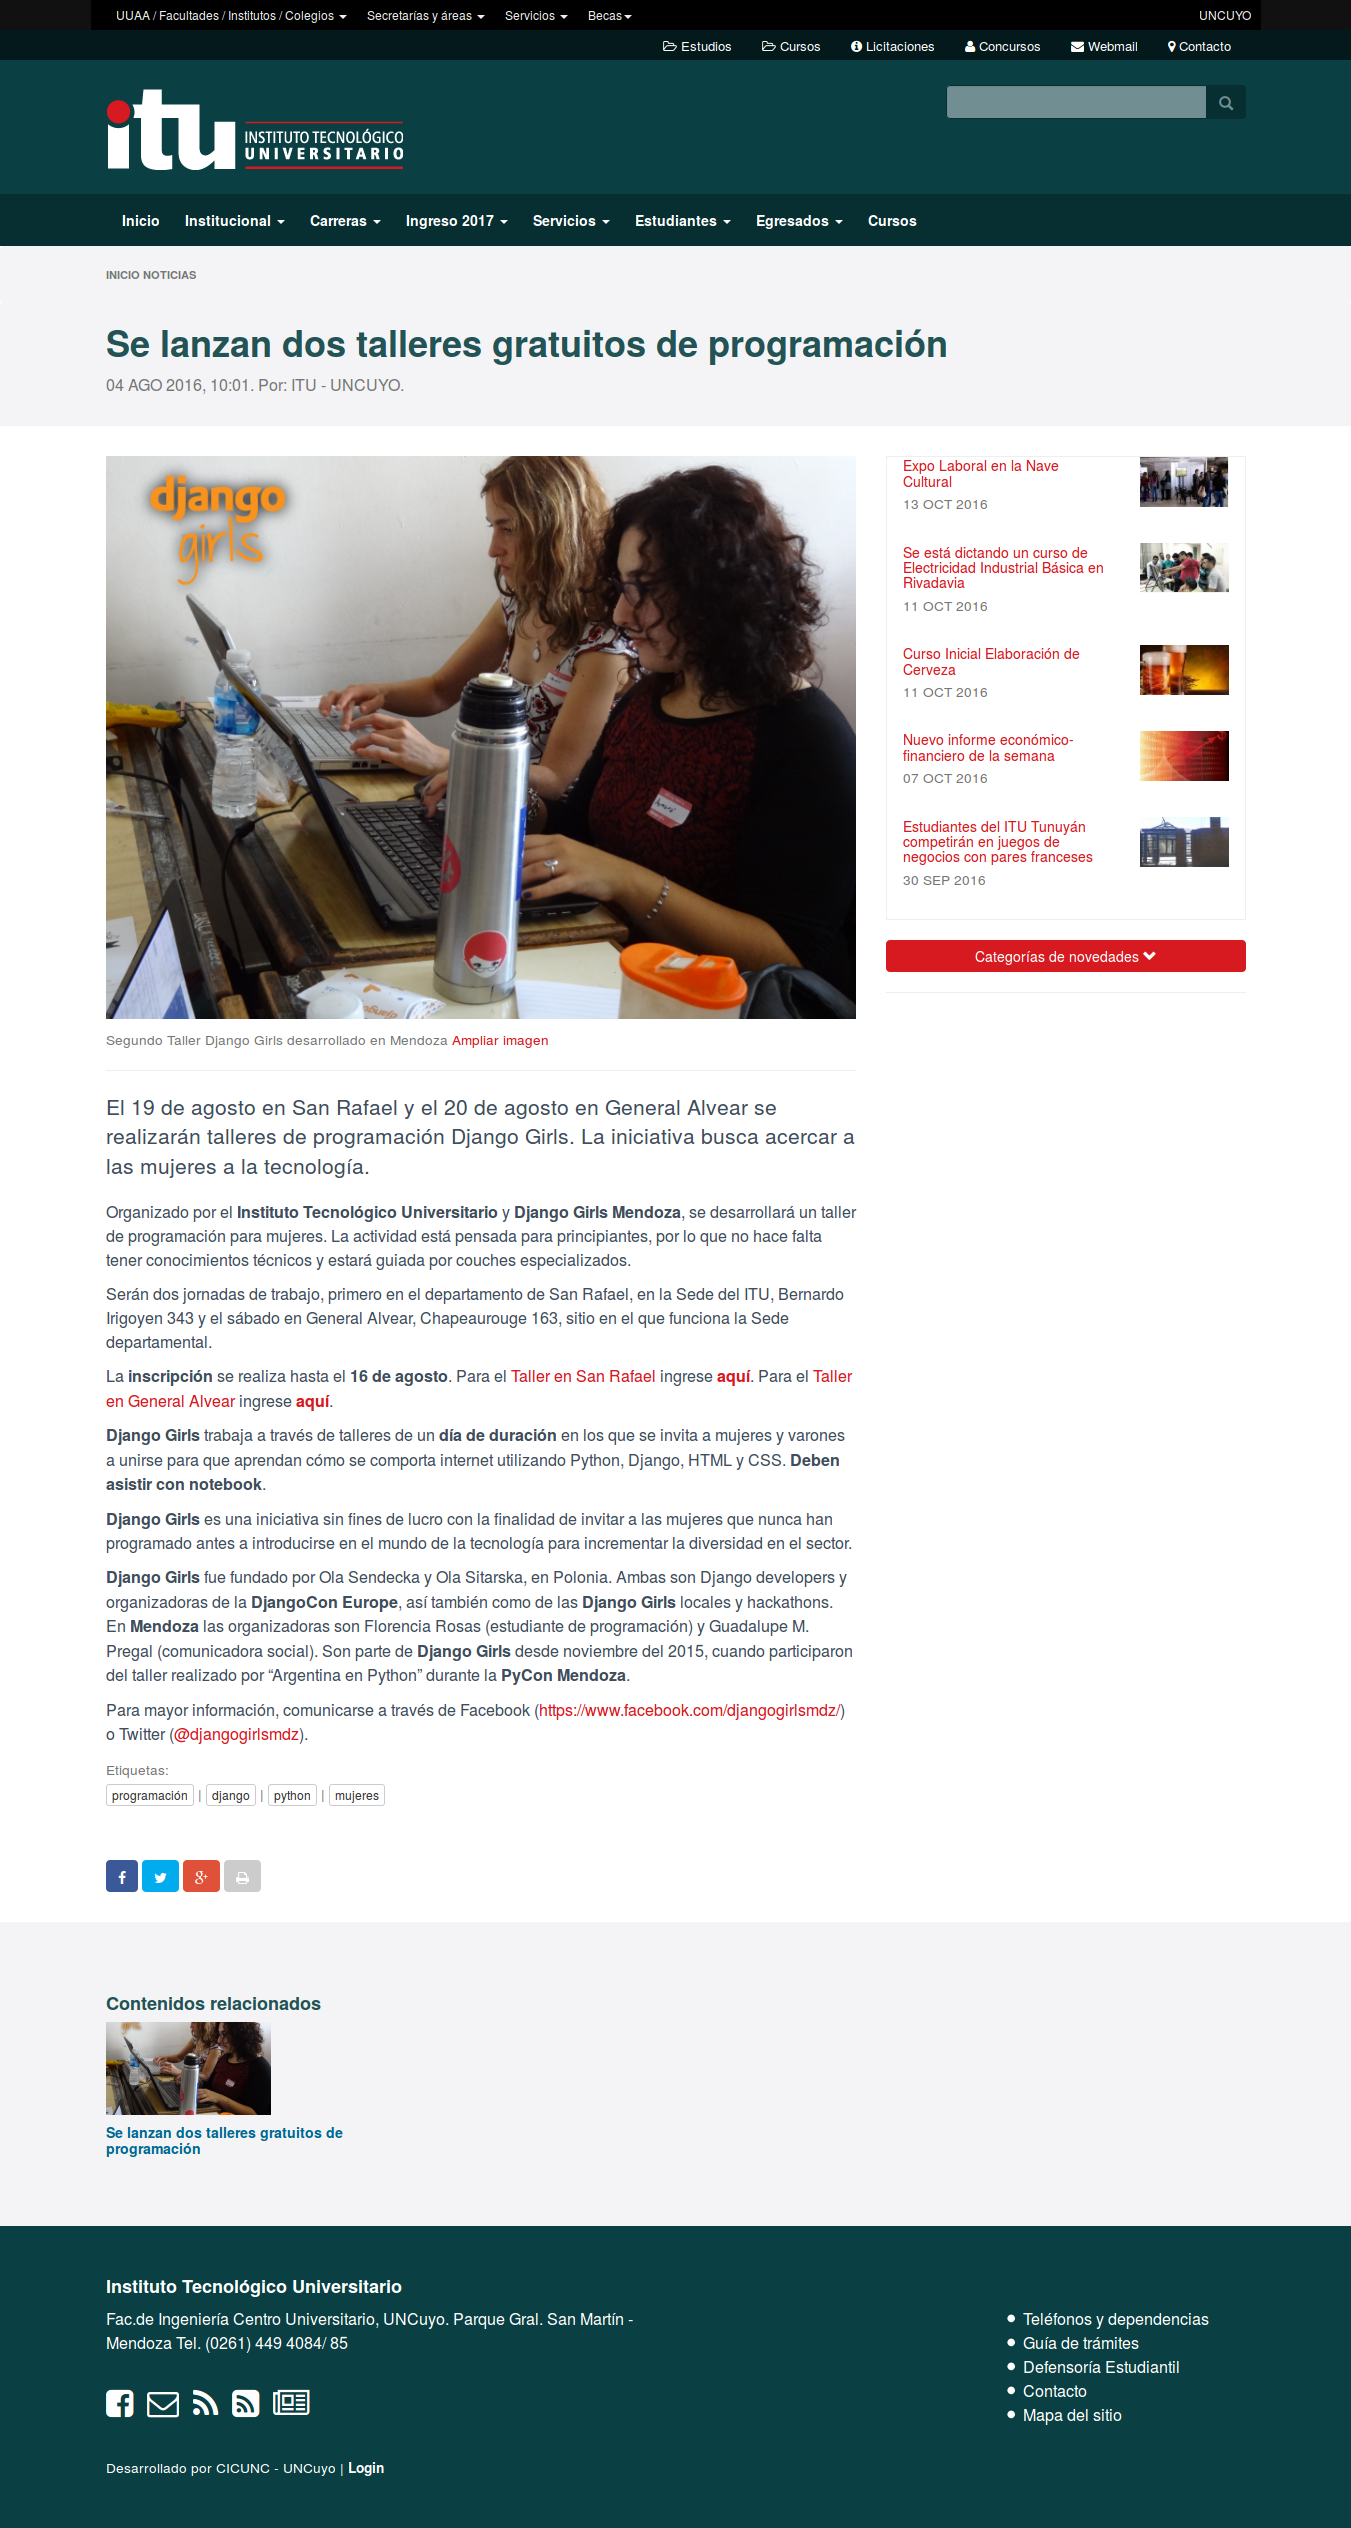 UUAA / Facultades / Institutos / Colegios Secretarías y áreas Servicios Becas UNCUYO
Estudios Cursos Licitaciones Concursos Webmail Contacto
itu INSTITUTO TECNOLÓGICO
UNIVERSITARIO
Inicio Institucional Carreras Ingreso 2017 Servicios Estudiantes Egresados Cursos
INICIO NOTICIAS
Se lanzan dos talleres gratuitos de programación
04 AGO 2016, 10:01. Por: ITU - UNCUYO.
django
girls
Segundo Taller Django Girls desarrollado en Mendoza Ampliar imagen
El 19 de agosto en San Rafael y el 20 de agosto en General Alvear se
realizarán talleres de programación Django Girls. La iniciativa busca acercar a
las mujeres a la tecnología.
Organizado por el Instituto Tecnológico Universitario y Django Girls Mendoza, se desarrollará un taller
de programación para mujeres. La actividad está pensada para principiantes, por lo que no hace falta
tener conocimientos técnicos y estará guiada por couches especializados.
Serán dos jornadas de trabajo, primero en el departamento de San Rafael, en la Sede del ITU, Bernardo
Irigoyen 343 y el sábado en General Alvear, Chapeaurouge 163, sitio en el que funciona la Sede
departamental.
La inscripción se realiza hasta el 16 de agosto. Para el Taller en San Rafael ingrese aquí. Para el Taller
en General Alvear ingrese aquí.
Django Girls trabaja a través de talleres de un día de duración en los que se invita a mujeres y varones
a unirse para que aprendan cómo se comporta internet utilizando Python, Django, HTML y CSS. Deben
asistir con notebook.
Django Girls es una iniciativa sin fines de lucro con la finalidad de invitar a las mujeres que nunca han
programado antes a introducirse en el mundo de la tecnología para incrementar la diversidad en el sector.
Django Girls fue fundado por Ola Sendecka y Ola Sitarska, en Polonia. Ambas son Django developers y
organizadoras de la DjangoCon Europe, así también como de las Django Girls locales y hackathons.
En Mendoza las organizadoras son Florencia Rosas (estudiante de programación) y Guadalupe M.
Pregal (comunicadora social). Son parte de Django Girls desde noviembre del 2015, cuando participaron
del taller realizado por “Argentina en Python” durante la PyCon Mendoza.
Para mayor información, comunicarse a través de Facebook (https://www.facebook.com/djangogirlsmdz/)
o Twitter (@djangogirlsmdz).
Etiquetas:
programación | django | python | mujeres
Expo Laboral en la Nave
Cultural
13 OCT 2016
Se está dictando un curso de
Electricidad Industrial Básica en
Rivadavia
11 OCT 2016
Curso Inicial Elaboración de
Cerveza
11 OCT 2016
Nuevo informe económico-
financiero de la semana
07 OCT 2016
Estudiantes del ITU Tunuyán
competirán en juegos de
negocios con pares franceses
30 SEP 2016
Categorías de novedades
Contenidos relacionados
Se lanzan dos talleres gratuitos de
programación
Instituto Tecnológico Universitario
Fac.de Ingeniería Centro Universitario, UNCuyo. Parque Gral. San Martín -
Mendoza Tel. (0261) 449 4084/ 85
Teléfonos y dependencias
Guía de trámites
Defensoría Estudiantil
Contacto
Mapa del sitio
Desarrollado por CICUNC - UNCuyo | Login